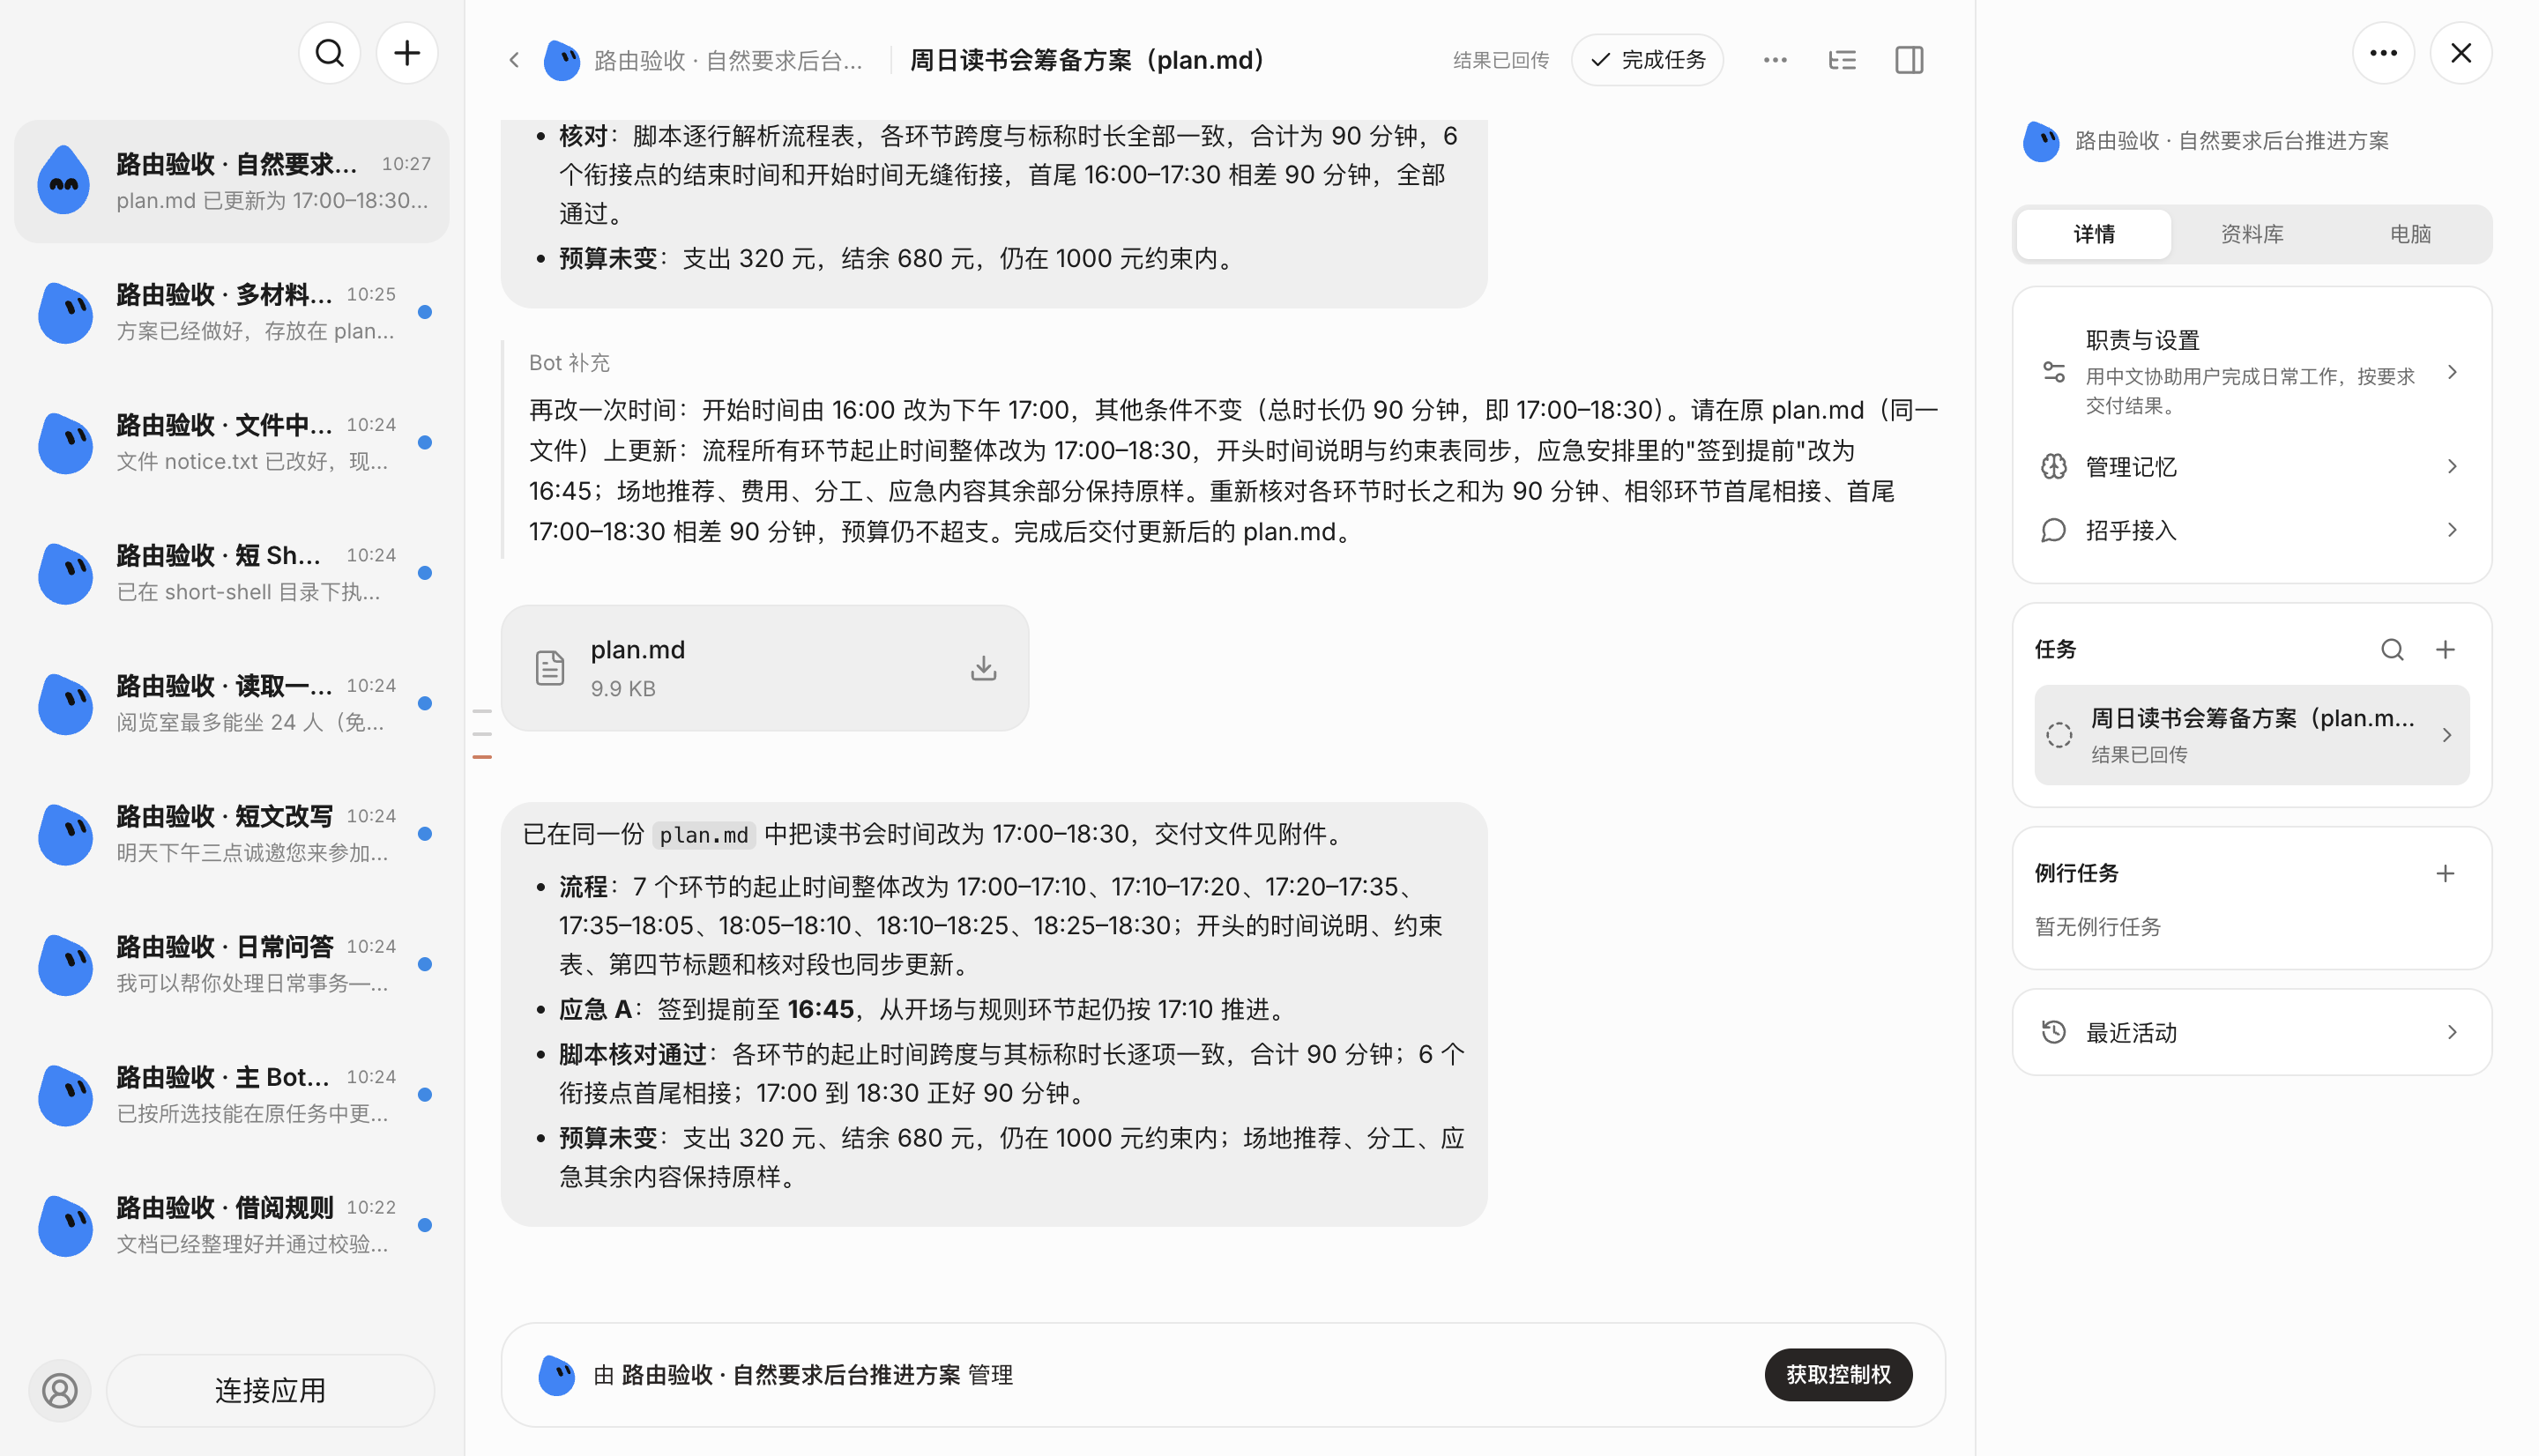 路由验收 · 自然要求...
10:27
plan.md 已更新为 17:00–18:30...
路由验收 · 多材料...
10:25
方案已经做好，存放在 plan...
路由验收 · 文件中...
10:24
文件 notice.txt 已改好，现...
路由验收 · 短 Sh...
10:24
已在 short-shell 目录下执...
路由验收 · 读取一...
10:24
阅览室最多能坐 24 人（免...
路由验收 · 短文改写
10:24
明天下午三点诚邀您来参加...
路由验收 · 日常问答
10:24
我可以帮你处理日常事务—...
路由验收 · 主 Bot...
10:24
已按所选技能在原任务中更...
路由验收 · 借阅规则
10:22
文档已经整理好并通过校验...
连接应用
路由验收 · 自然要求后台...
周日读书会筹备方案（plan.md）
结果已回传
完成任务
核对：脚本逐行解析流程表，各环节跨度与标称时长全部一致，合计为 90 分钟，6
个衔接点的结束时间和开始时间无缝衔接，首尾 16:00–17:30 相差 90 分钟，全部
通过。
预算未变：支出 320 元，结余 680 元，仍在 1000 元约束内。
Bot 补充
再改一次时间：开始时间由 16:00 改为下午 17:00，其他条件不变（总时长仍 90 分钟，即 17:00–18:30）。请在原 plan.md（同一
文件）上更新：流程所有环节起止时间整体改为 17:00–18:30，开头时间说明与约束表同步，应急安排里的"签到提前"改为
16:45；场地推荐、费用、分工、应急内容其余部分保持原样。重新核对各环节时长之和为 90 分钟、相邻环节首尾相接、首尾
17:00–18:30 相差 90 分钟，预算仍不超支。完成后交付更新后的 plan.md。
plan.md
9.9 KB
已在同一份 plan.md 中把读书会时间改为 17:00–18:30，交付文件见附件。
流程：7 个环节的起止时间整体改为 17:00–17:10、17:10–17:20、17:20–17:35、
17:35–18:05、18:05–18:10、18:10–18:25、18:25–18:30；开头的时间说明、约束
表、第四节标题和核对段也同步更新。
应急 A：签到提前至 16:45，从开场与规则环节起仍按 17:10 推进。
脚本核对通过：各环节的起止时间跨度与其标称时长逐项一致，合计 90 分钟；6 个
衔接点首尾相接；17:00 到 18:30 正好 90 分钟。
预算未变：支出 320 元、结余 680 元，仍在 1000 元约束内；场地推荐、分工、应
急其余内容保持原样。
由 路由验收 · 自然要求后台推进方案 管理
获取控制权
路由验收 · 自然要求后台推进方案
详情
资料库
电脑
职责与设置
用中文协助用户完成日常工作，按要求
交付结果。
管理记忆
招乎接入
任务
周日读书会筹备方案（plan.m...
结果已回传
例行任务
暂无例行任务
最近活动